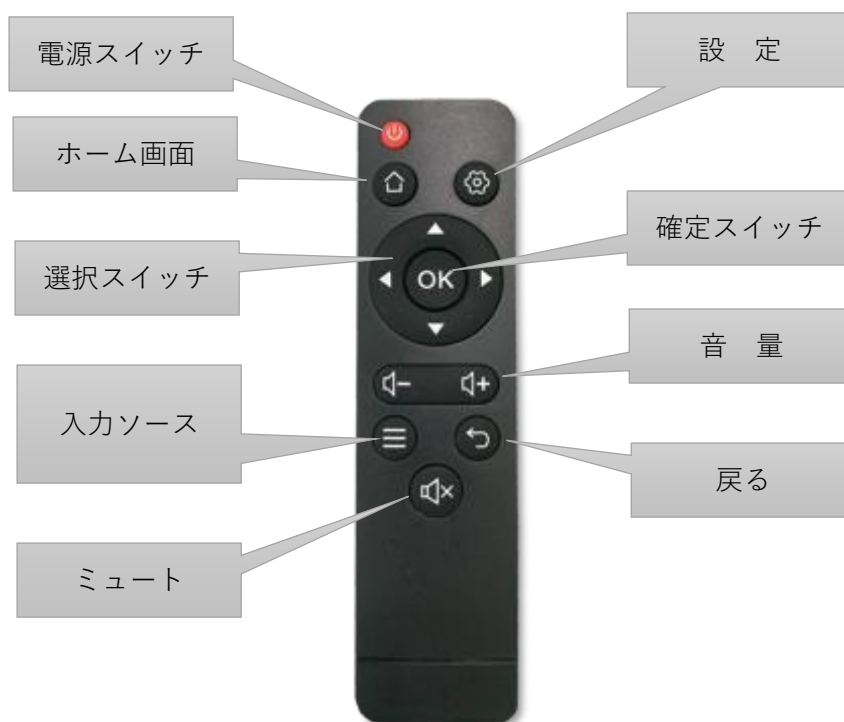 電源スイッチ
設　定
ホーム画面
確定スイッチ
選択スイッチ
OK
音　量
入力ソース
戻る
ミュート